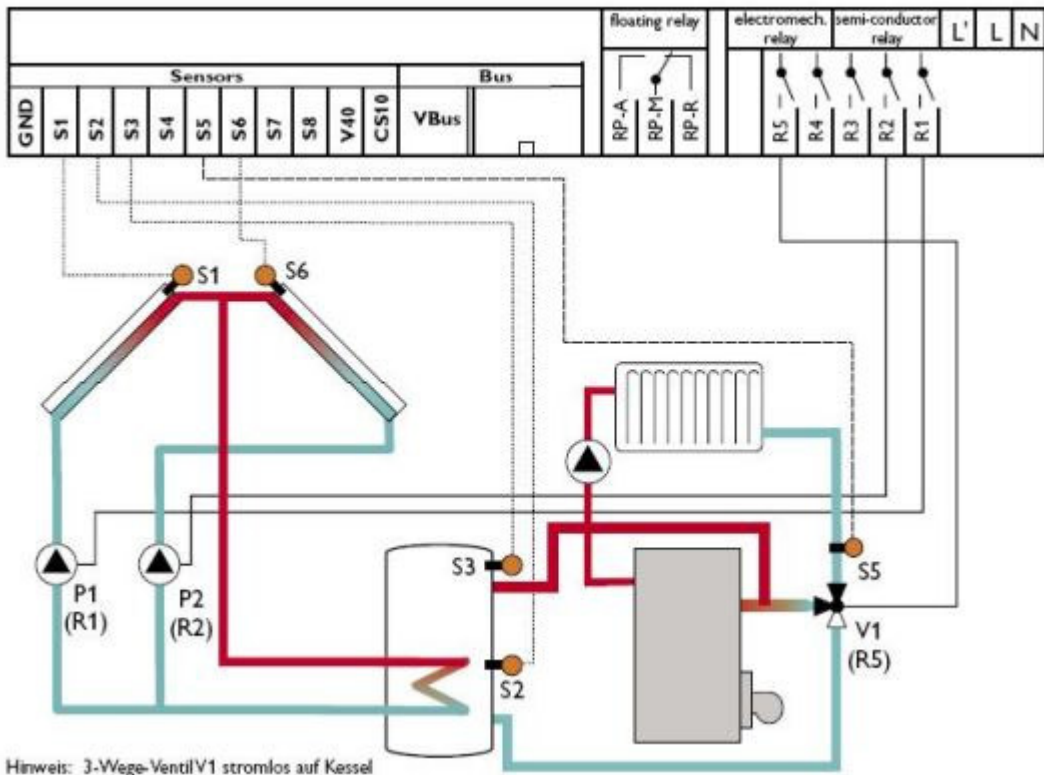 floating relay
electromech. relay
semi-conductor relay
L' L N
Sensors
Bus
GND S1 S2 S3 S4 S5 S6 S7 S8 V40 CS10
VBus
RP-A RP-M RP-R
R5 R4 R3 R2 R1
S1
S6
S3
S5
P1
(R1)
P2
(R2)
V1
(R5)
S2
Hinweis: 3-Wege-Ventil V1 stromlos auf Kessel